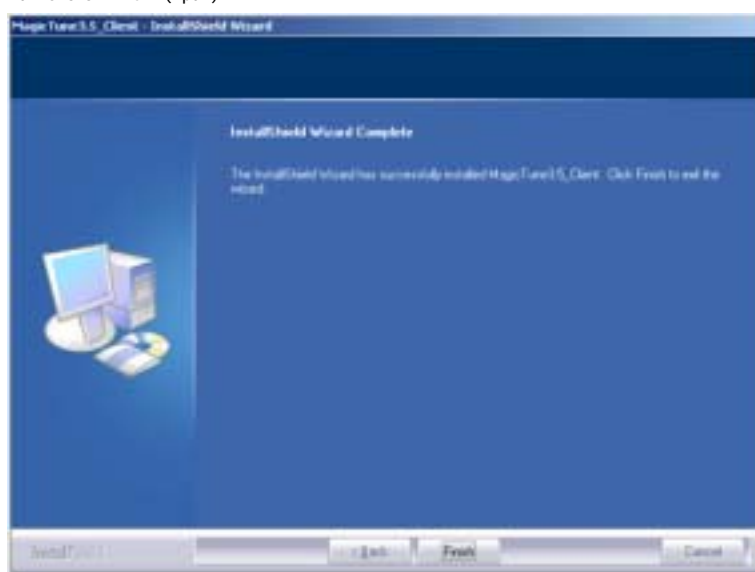 MagicTune3.5_Client - InstallShield Wizard
InstallShield Wizard Complete
The InstallShield Wizard has successfully installed MagicTune3.5_Client. Click Finish to exit the
wizard.
InstallShield
< Back
Finish
Cancel